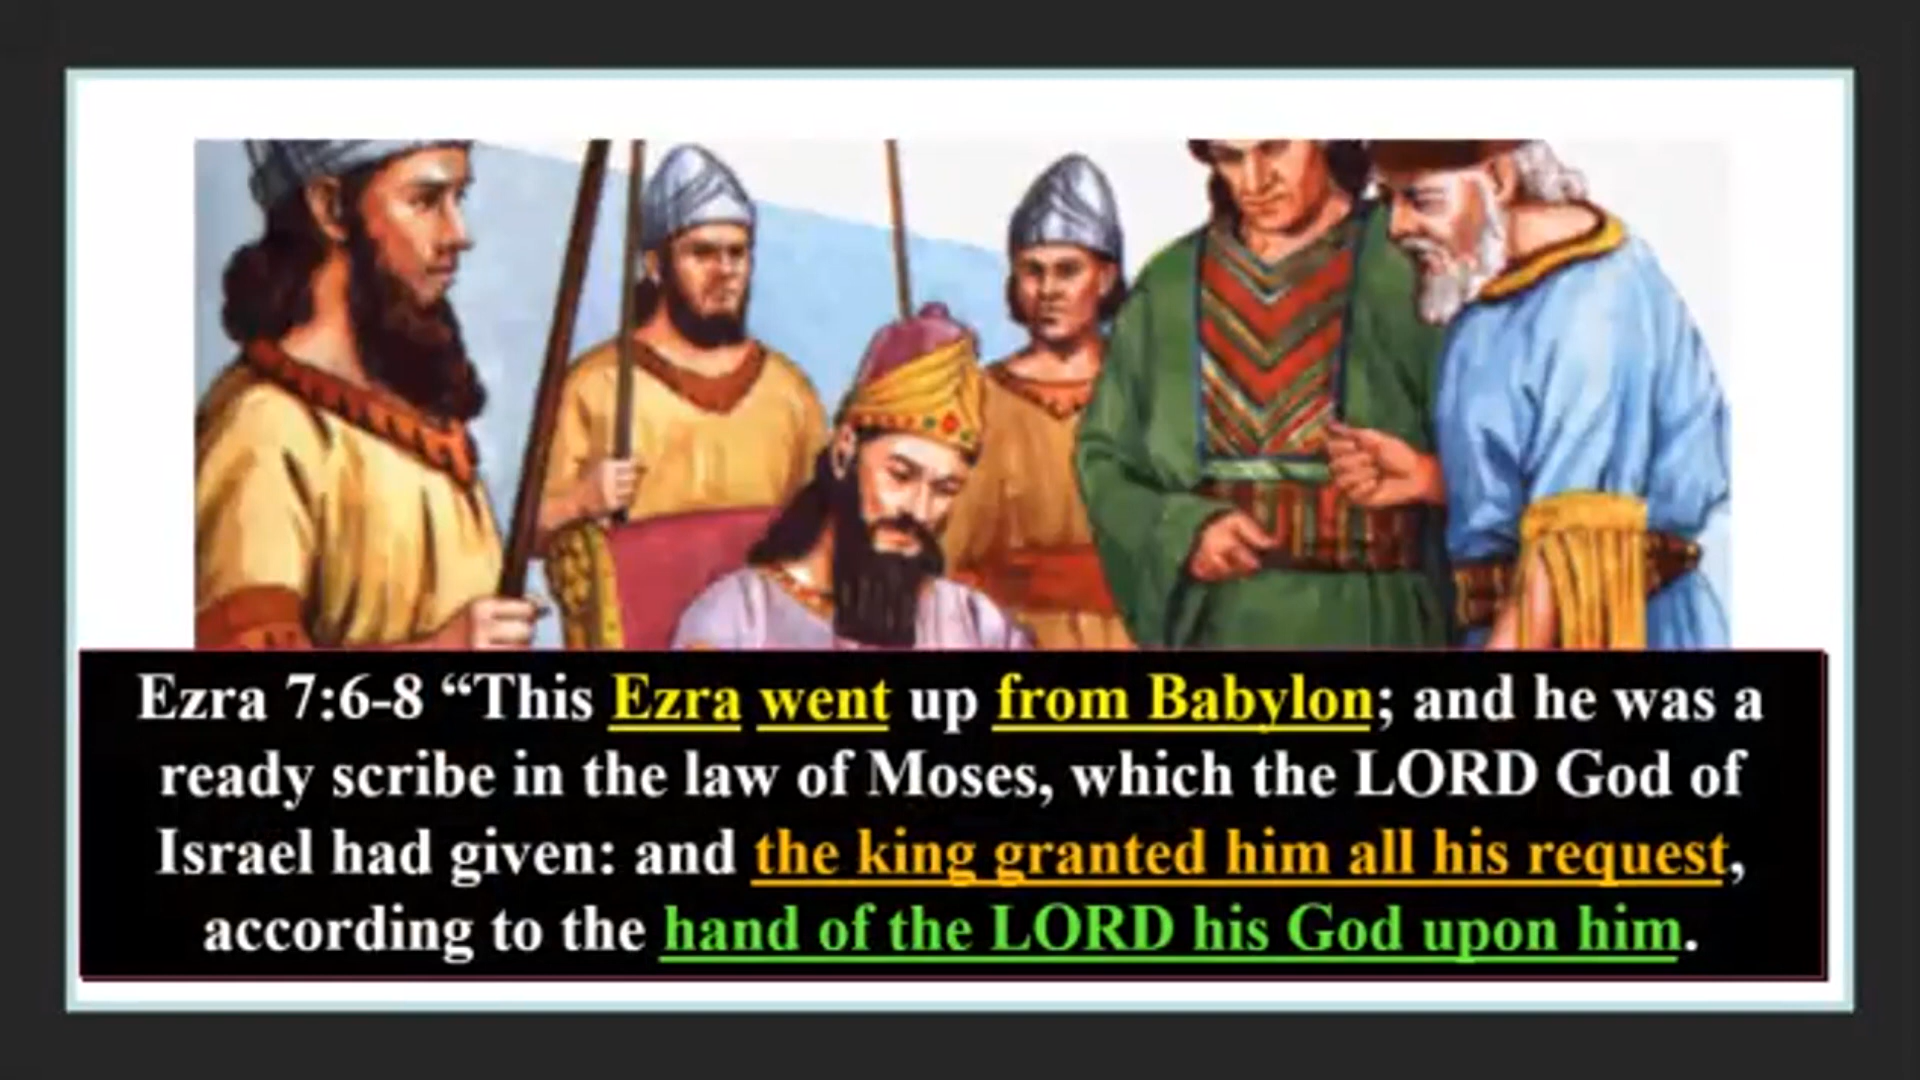 Ezra 7:6-8 “This Ezra went up from Babylon; and he was a
ready scribe in the law of Moses, which the LORD God of
Israel had given: and the king granted him all his request,
according to the hand of the LORD his God upon him.